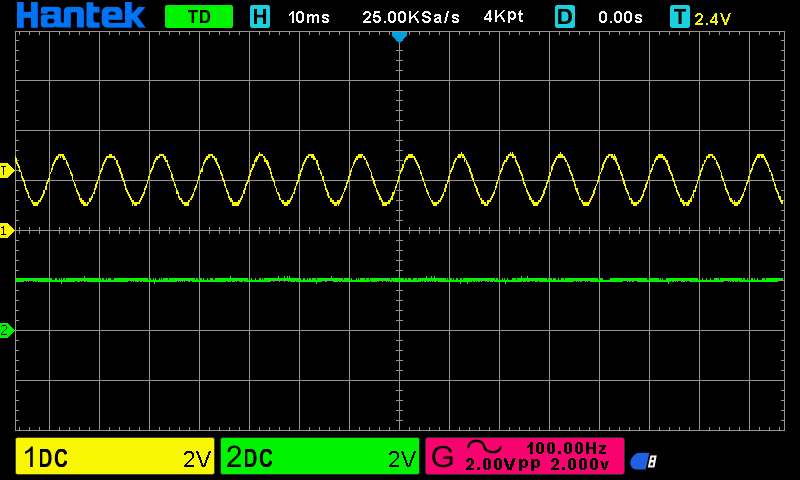 Hantek TD H 10ms 25.00KSa/s 4Kpt D 0.00s T 2.4V
T
1
2
1DC 2V 2DC 2V G 100.00Hz
2.00Vpp 2.000v